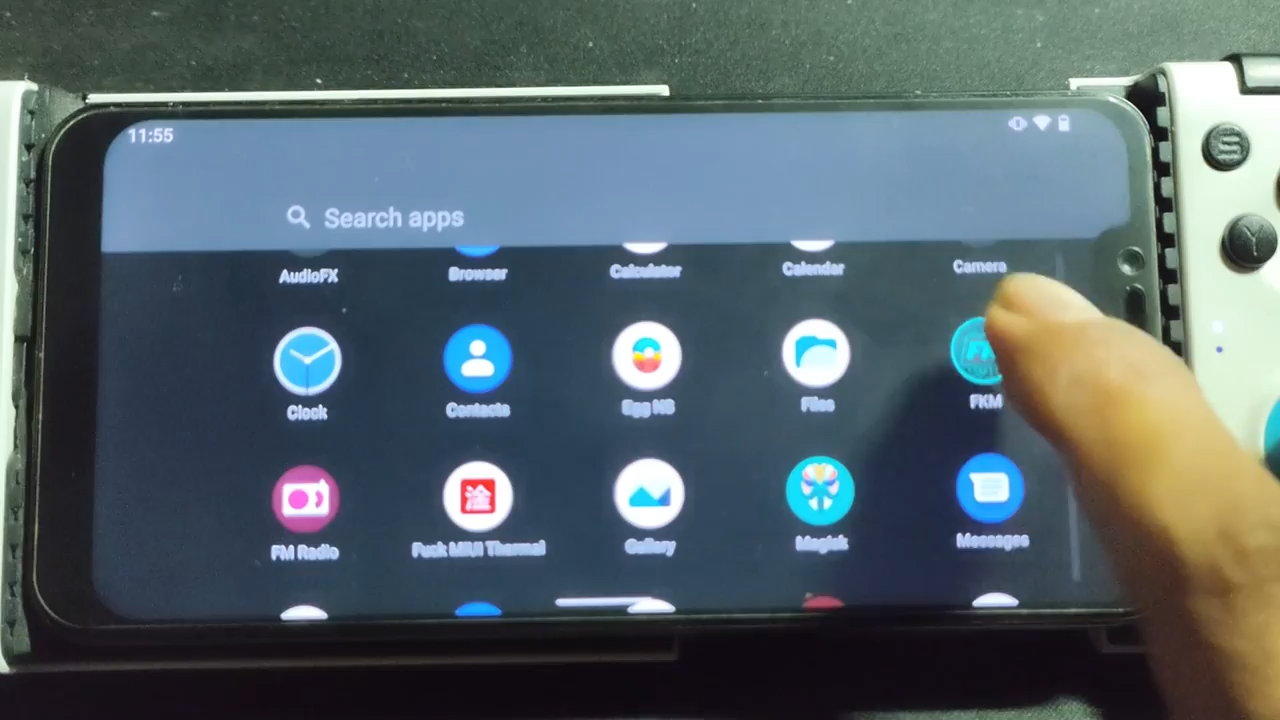 11:55
Search apps
AudioFX Browser Calculator Calendar Camera
Clock Contacts Egg NS Files FKM
FM Radio Fuck MIUI Thermal Gallery Magisk Messages
S
Y